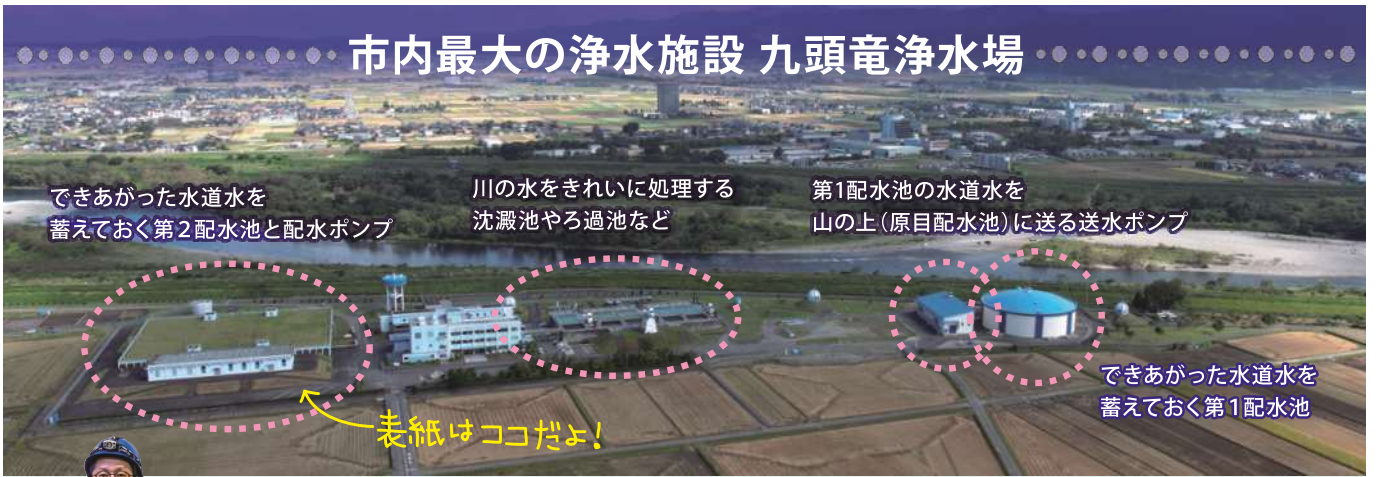 市内最大の浄水施設 九頭竜浄水場
できあがった水道水を
蓄えておく第2配水池と配水ポンプ
川の水をきれいに処理する
沈澱池やろ過池など
第1配水池の水道水を
山の上（原目配水池）に送る送水ポンプ
できあがった水道水を
蓄えておく第1配水池
表紙はココだよ！